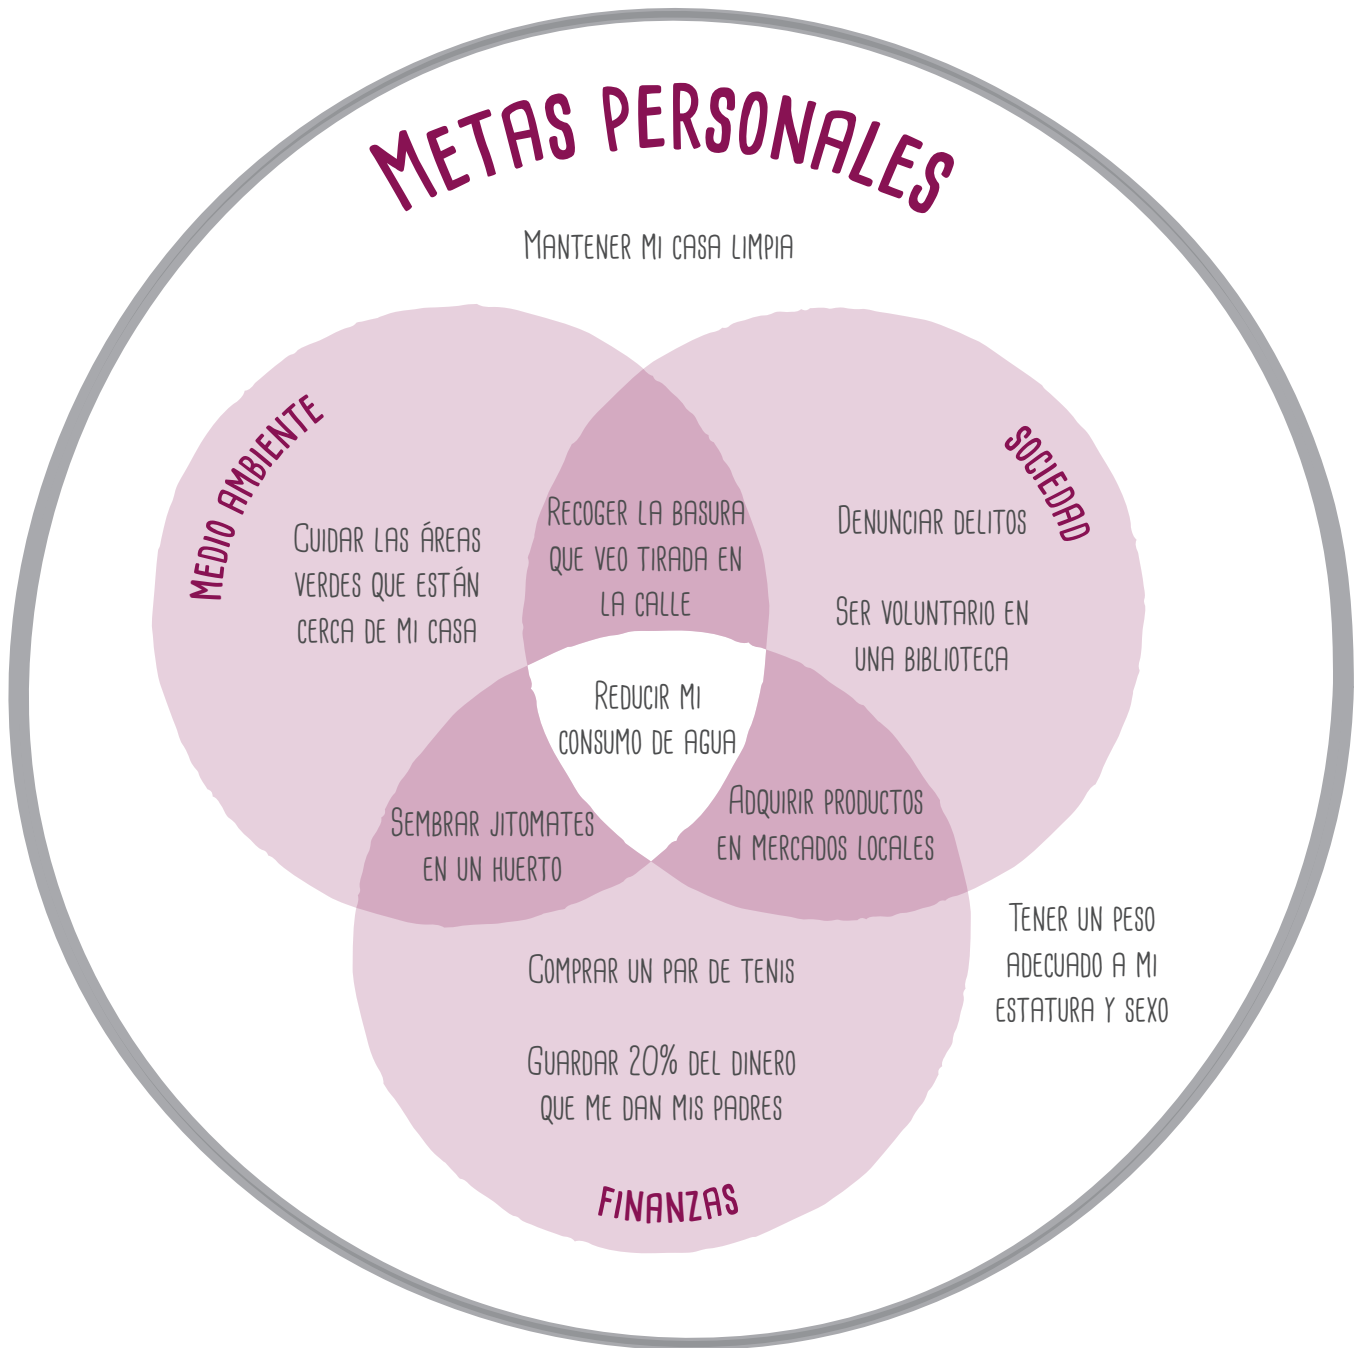 Metas personales
Mantener mi casa limpia
Medio ambiente
Sociedad
Cuidar las áreas
verdes que están
cerca de mi casa
Recoger la basura
que veo tirada en
la calle
Denunciar delitos
Ser voluntario en
una biblioteca
Reducir mi
consumo de agua
Sembrar jitomates
en un huerto
Adquirir productos
en mercados locales
Tener un peso
adecuado a mi
estatura y sexo
Comprar un par de tenis
Guardar 20% del dinero
que me dan mis padres
Finanzas